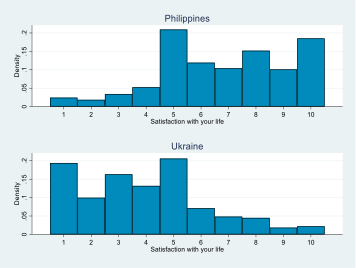 Philippines
Density
.2
.15
.1
.05
0
1 2 3 4 5 6 7 8 9 10
Satisfaction with your life
Ukraine
Density
.2
.15
.1
.05
0
1 2 3 4 5 6 7 8 9 10
Satisfaction with your life